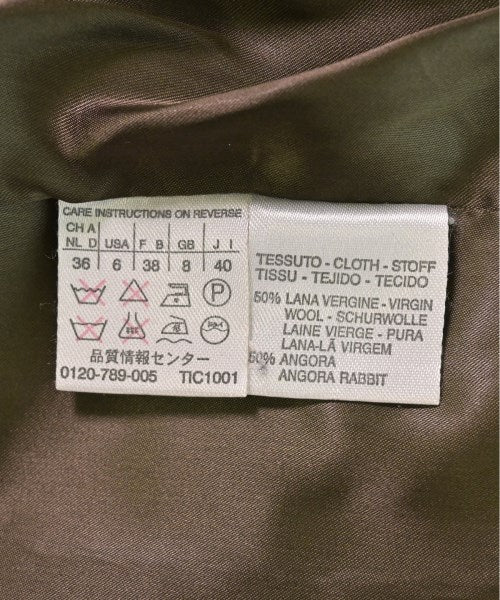 CARE INSTRUCTIONS ON REVERSE
CH A
NL D USA F B GB J I
36 6 38 8 40
P
品質情報センター
0120-789-005 TIC1001
TESSUTO - CLOTH - STOFF
TISSU - TEJIDO - TECIDO
50% LANA VERGINE - VIRGIN
WOOL - SCHURWOLLE
LAINE VIERGE - PURA
LANA-LÃ VIRGEM
50% ANGORA
ANGORA RABBIT